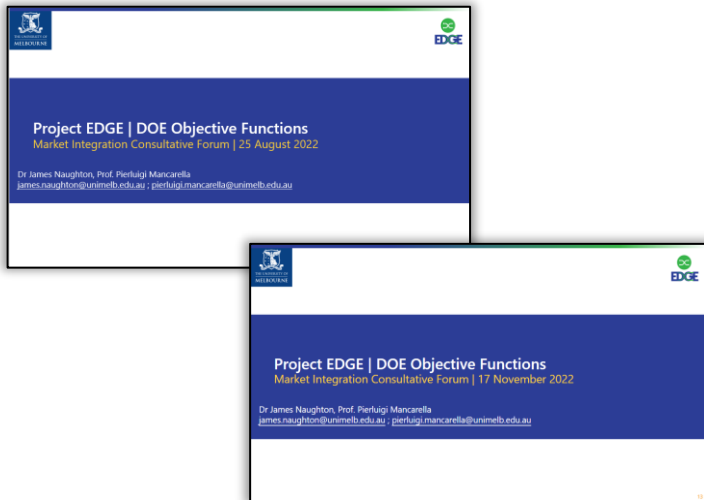 THE UNIVERSITY OF
MELBOURNE
EDGE
Project EDGE | DOE Objective Functions
Market Integration Consultative Forum | 25 August 2022
Dr James Naughton, Prof. Pierluigi Mancarella
james.naughton@unimelb.edu.au ; pierluigi.mancarella@unimelb.edu.au
THE UNIVERSITY OF
MELBOURNE
EDGE
Project EDGE | DOE Objective Functions
Market Integration Consultative Forum | 17 November 2022
Dr James Naughton, Prof. Pierluigi Mancarella
james.naughton@unimelb.edu.au ; pierluigi.mancarella@unimelb.edu.au